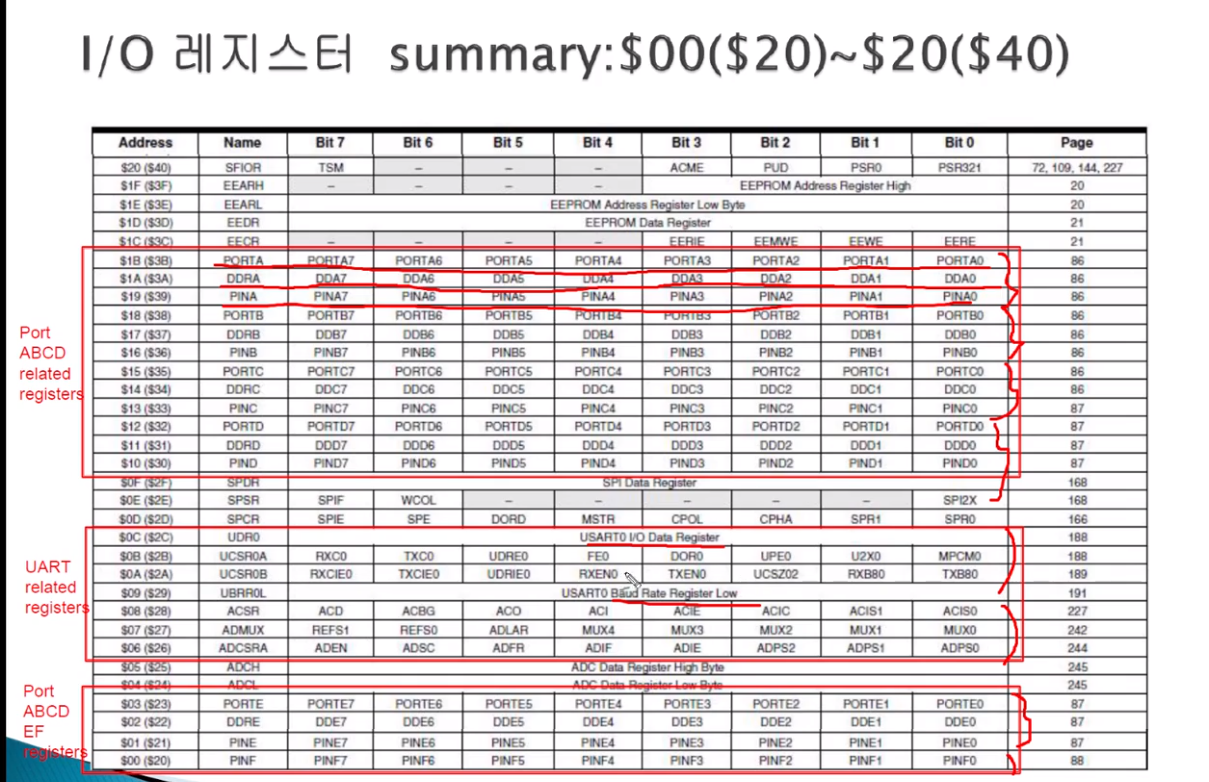 I/O 레지스터 summary:$00($20)~$20($40)
Address Name Bit 7 Bit 6 Bit 5 Bit 4 Bit 3 Bit 2 Bit 1 Bit 0 Page
$20 ($40) SFIOR TSM – – – ACME PUD PSR0 PSR321 72, 109, 144, 227
$1F ($3F) EEARH – – – – EEPROM Address Register High 20
$1E ($3E) EEARL EEPROM Address Register Low Byte 20
$1D ($3D) EEDR EEPROM Data Register 21
$1C ($3C) EECR – – – – EERIE EEMWE EEWE EERE 21
$1B ($3B) PORTA PORTA7 PORTA6 PORTA5 PORTA4 PORTA3 PORTA2 PORTA1 PORTA0 86
$1A ($3A) DDRA DDA7 DDA6 DDA5 DDA4 DDA3 DDA2 DDA1 DDA0 86
$19 ($39) PINA PINA7 PINA6 PINA5 PINA4 PINA3 PINA2 PINA1 PINA0 86
$18 ($38) PORTB PORTB7 PORTB6 PORTB5 PORTB4 PORTB3 PORTB2 PORTB1 PORTB0 86
$17 ($37) DDRB DDB7 DDB6 DDB5 DDB4 DDB3 DDB2 DDB1 DDB0 86
$16 ($36) PINB PINB7 PINB6 PINB5 PINB4 PINB3 PINB2 PINB1 PINB0 86
$15 ($35) PORTC PORTC7 PORTC6 PORTC5 PORTC4 PORTC3 PORTC2 PORTC1 PORTC0 86
$14 ($34) DDRC DDC7 DDC6 DDC5 DDC4 DDC3 DDC2 DDC1 DDC0 86
$13 ($33) PINC PINC7 PINC6 PINC5 PINC4 PINC3 PINC2 PINC1 PINC0 87
$12 ($32) PORTD PORTD7 PORTD6 PORTD5 PORTD4 PORTD3 PORTD2 PORTD1 PORTD0 87
$11 ($31) DDRD DDD7 DDD6 DDD5 DDD4 DDD3 DDD2 DDD1 DDD0 87
$10 ($30) PIND PIND7 PIND6 PIND5 PIND4 PIND3 PIND2 PIND1 PIND0 87
Port
ABCD
related
registers
$0F ($2F) SPDR SPI Data Register 168
$0E ($2E) SPSR SPIF WCOL – – – – – SPI2X 168
$0D ($2D) SPCR SPIE SPE DORD MSTR CPOL CPHA SPR1 SPR0 166
$0C ($2C) UDR0 USART0 I/O Data Register 188
$0B ($2B) UCSR0A RXC0 TXC0 UDRE0 FE0 DOR0 UPE0 U2X0 MPCM0 188
$0A ($2A) UCSR0B RXCIE0 TXCIE0 UDRIE0 RXEN0 TXEN0 UCSZ02 RXB80 TXB80 189
$09 ($29) UBRR0L USART0 Baud Rate Register Low 191
$08 ($28) ACSR ACD ACBG ACO ACI ACIE ACIC ACIS1 ACIS0 227
$07 ($27) ADMUX REFS1 REFS0 ADLAR MUX4 MUX3 MUX2 MUX1 MUX0 242
$06 ($26) ADCSRA ADEN ADSC ADFR ADIF ADIE ADPS2 ADPS1 ADPS0 244
UART
related
registers
$05 ($25) ADCH ADC Data Register High Byte 245
$04 ($24) ADCL ADC Data Register Low Byte 245
$03 ($23) PORTE PORTE7 PORTE6 PORTE5 PORTE4 PORTE3 PORTE2 PORTE1 PORTE0 87
$02 ($22) DDRE DDE7 DDE6 DDE5 DDE4 DDE3 DDE2 DDE1 DDE0 87
$01 ($21) PINE PINE7 PINE6 PINE5 PINE4 PINE3 PINE2 PINE1 PINE0 87
$00 ($20) PINF PINF7 PINF6 PINF5 PINF4 PINF3 PINF2 PINF1 PINF0 88
Port
ABCD
EF
registers